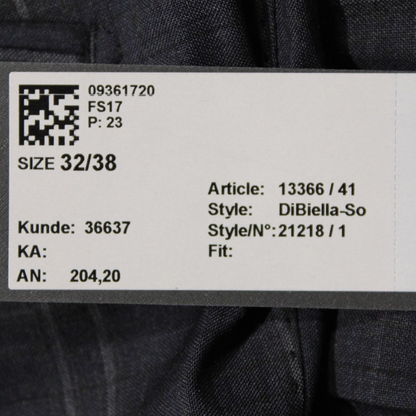 09361720
FS17
P: 23
SIZE 32/38
Article: 13366 / 41
Style: DiBiella-So
Kunde: 36637
Style/N°: 21218 / 1
KA:
Fit:
AN: 204,20